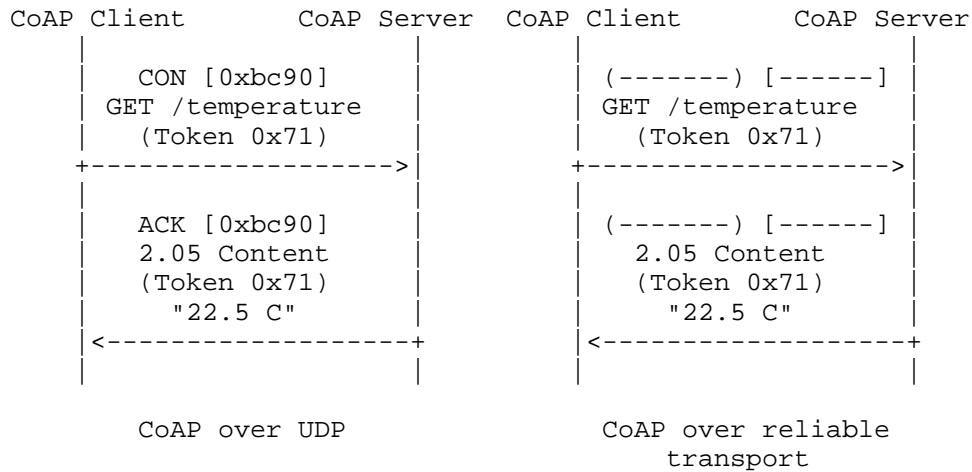 CoAP Client       CoAP Server  CoAP Client       CoAP Server
    |                    |         |                    |
    |   CON [0xbc90]     |         | (-------) [------] |
    | GET /temperature   |         | GET /temperature   |
    |   (Token 0x71)     |         |   (Token 0x71)     |
    +------------------->|         +------------------->|
    |                    |         |                    |
    |   ACK [0xbc90]     |         | (-------) [------] |
    |   2.05 Content     |         |   2.05 Content     |
    |   (Token 0x71)     |         |   (Token 0x71)     |
    |     "22.5 C"       |         |     "22.5 C"       |
    |<-------------------+         |<-------------------+
    |                    |         |                    |
        CoAP over UDP                CoAP over reliable
                                         transport